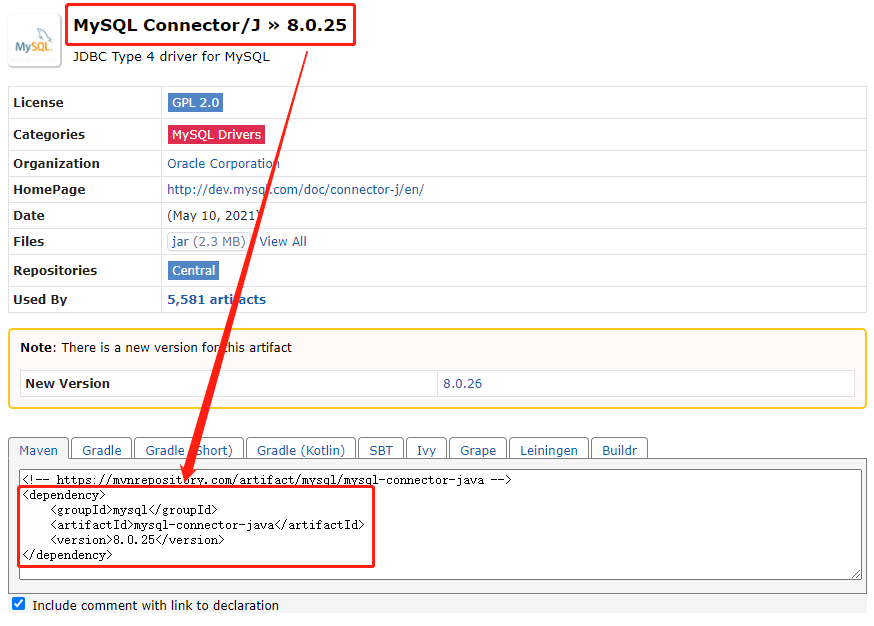 MySQL Connector/J » 8.0.25
MySQL
JDBC Type 4 driver for MySQL
License GPL 2.0
Categories MySQL Drivers
Organization Oracle Corporation
HomePage http://dev.mysql.com/doc/connector-j/en/
Date (May 10, 2021)
Files jar (2.3 MB) View All
Repositories Central
Used By 5,581 artifacts
Note: There is a new version for this artifact
New Version 8.0.26
Maven Gradle Gradle (Short) Gradle (Kotlin) SBT Ivy Grape Leiningen Buildr
<!-- https://mvnrepository.com/artifact/mysql/mysql-connector-java -->
<dependency>
    <groupId>mysql</groupId>
    <artifactId>mysql-connector-java</artifactId>
    <version>8.0.25</version>
</dependency>
Include comment with link to declaration